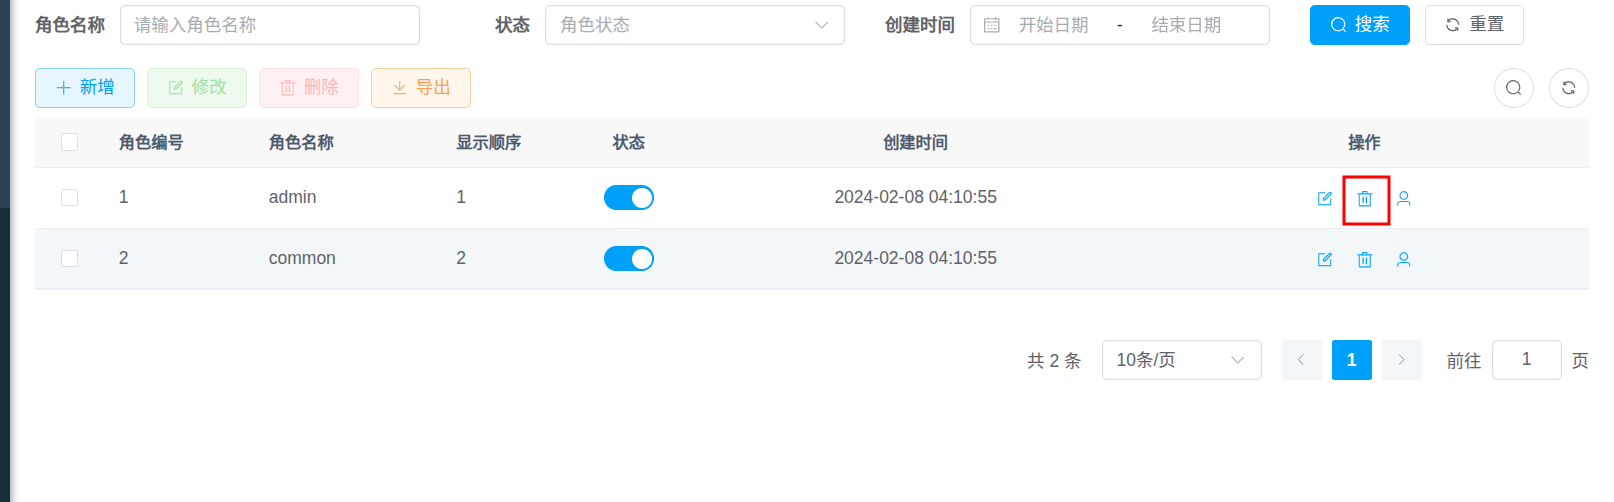 角色名称 请输入角色名称 状态 角色状态 创建时间 开始日期 - 结束日期 搜索 重置
新增 修改 删除 导出
角色编号 角色名称 显示顺序 状态 创建时间 操作
1 admin 1 2024-02-08 04:10:55
2 common 2 2024-02-08 04:10:55
共 2 条 10条/页 1 前往 1 页